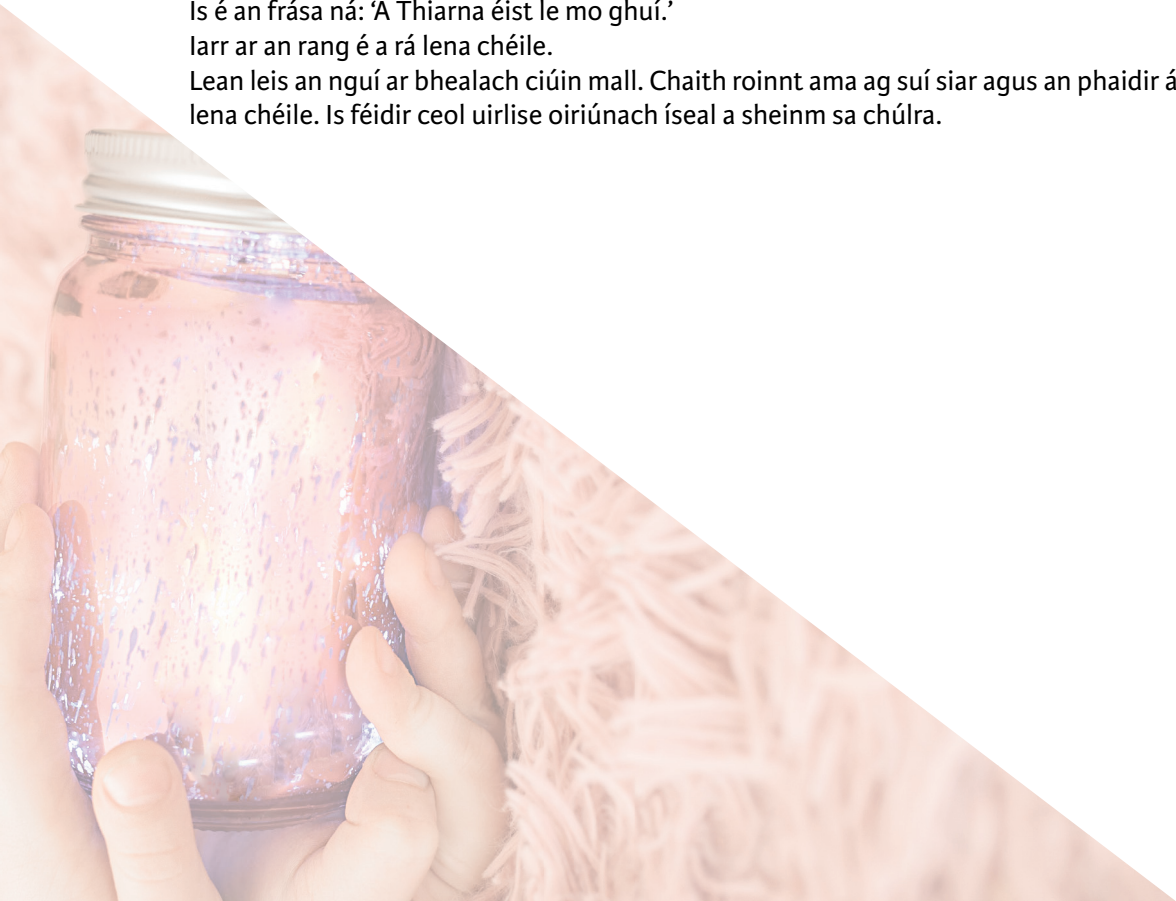 Is é an frása ná: ‘A Thiarna éist le mo ghuí.’
Iarr ar an rang é a rá lena chéile.
Lean leis an nguí ar bhealach ciúin mall. Chaith roinnt ama ag suí siar agus an phaidir
lena chéile. Is féidir ceol uirlise oiriúnach íseal a sheinm sa chúlra.